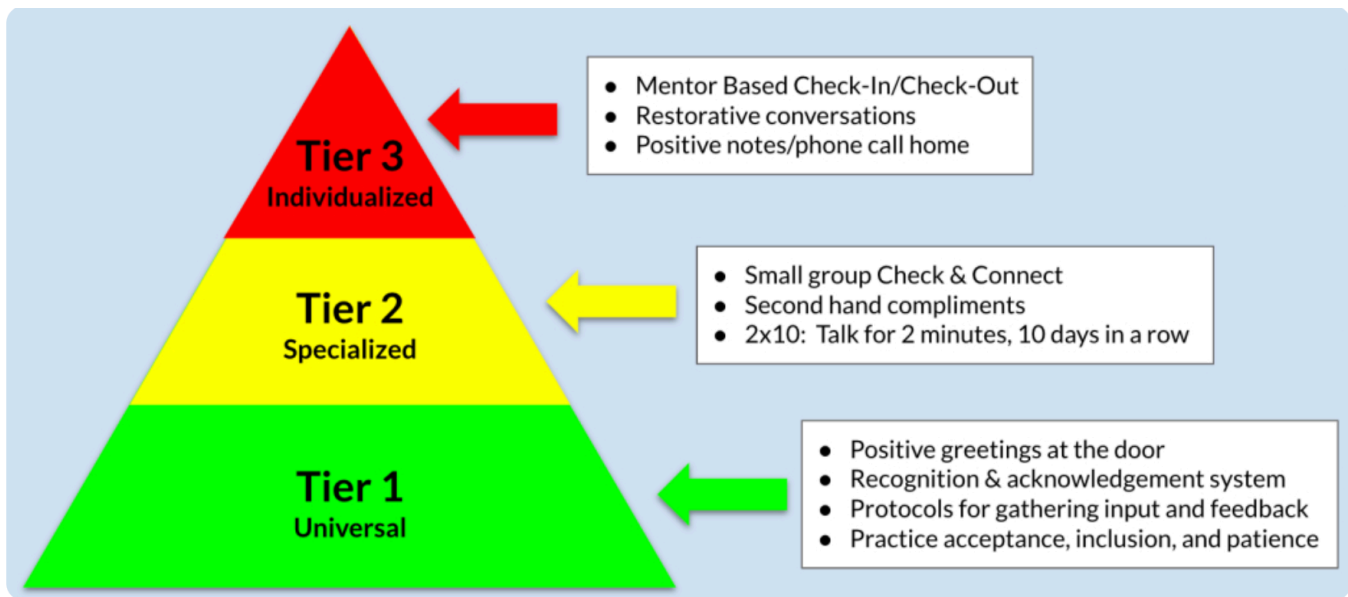 Tier 3
Individualized
● Mentor Based Check-In/Check-Out
● Restorative conversations
● Positive notes/phone call home
Tier 2
Specialized
● Small group Check & Connect
● Second hand compliments
● 2x10: Talk for 2 minutes, 10 days in a row
Tier 1
Universal
● Positive greetings at the door
● Recognition & acknowledgement system
● Protocols for gathering input and feedback
● Practice acceptance, inclusion, and patience